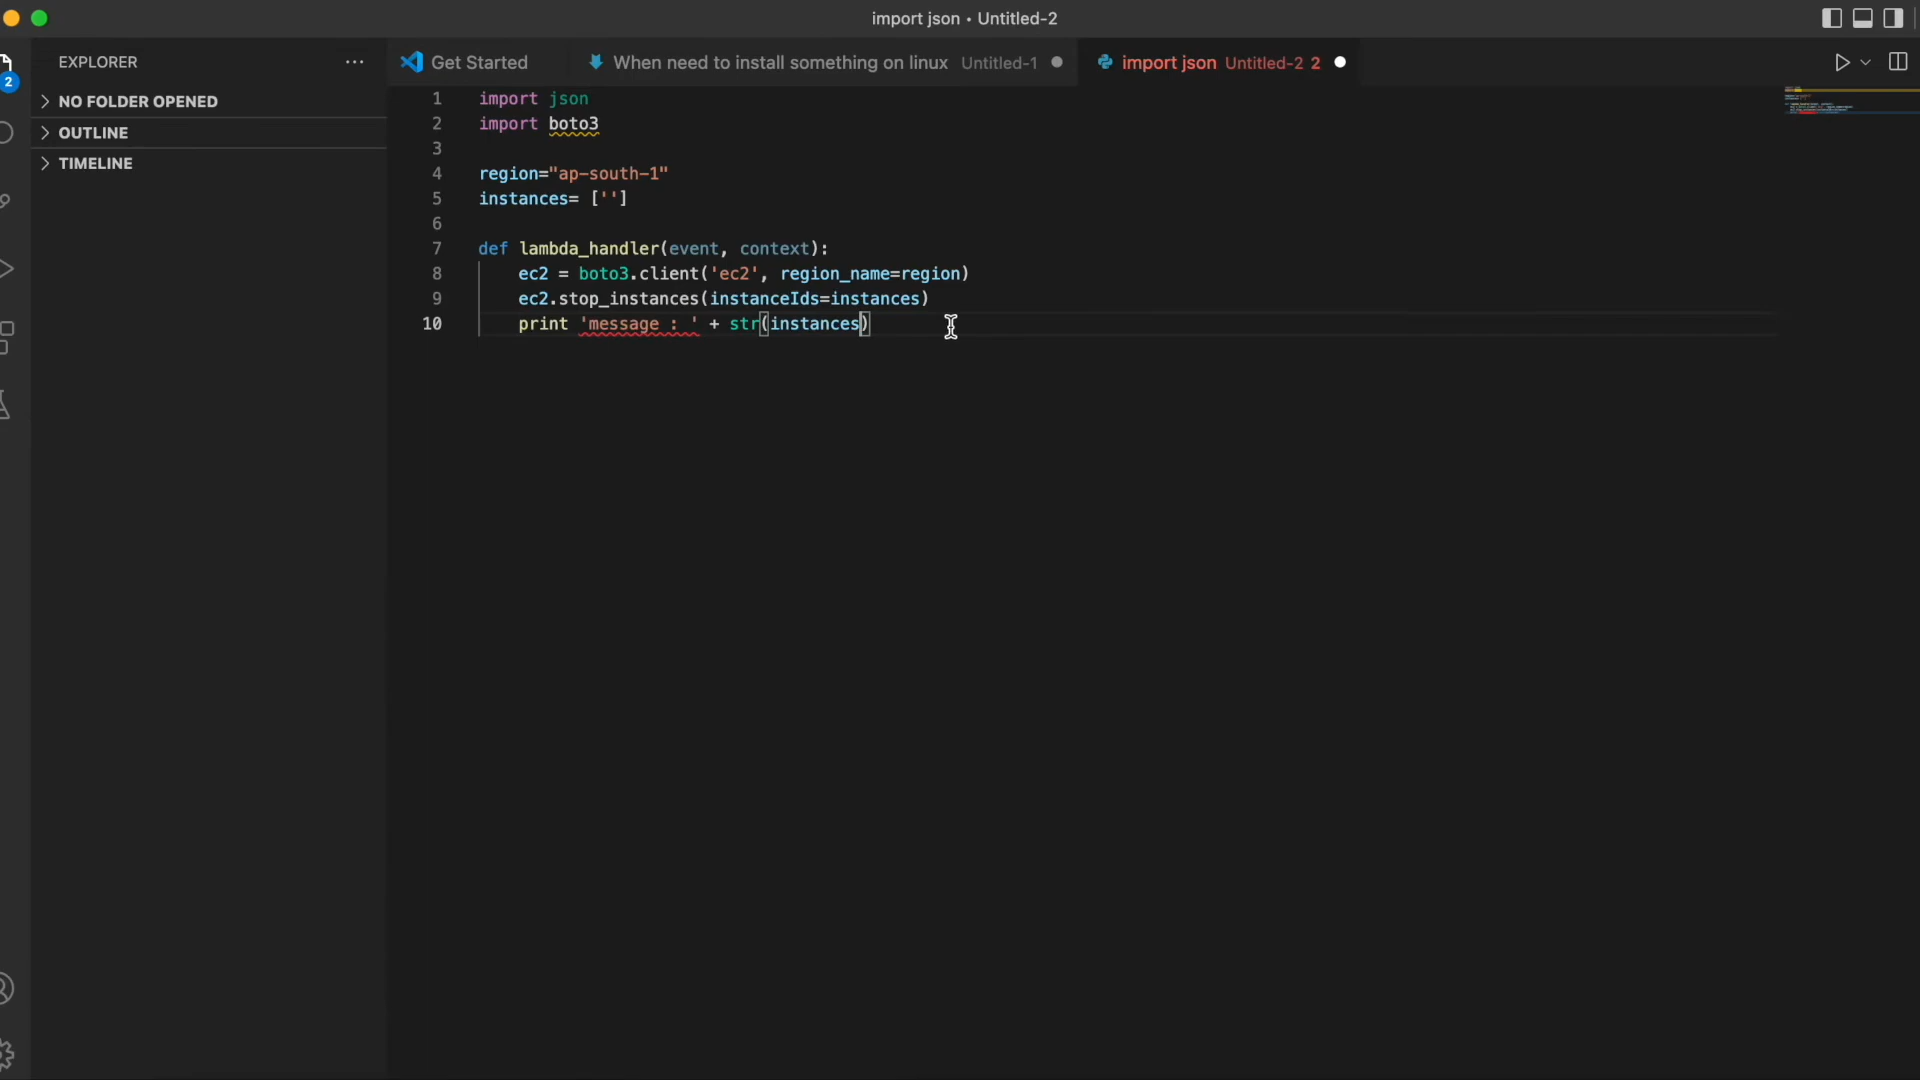 import json • Untitled-2
EXPLORER
2
NO FOLDER OPENED
OUTLINE
TIMELINE
Get Started
When need to install something on linux Untitled-1
import json Untitled-2 2
1 import json
2 import boto3
3
4 region="ap-south-1"
5 instances= ['']
6
7 def lambda_handler(event, context):
8 ec2 = boto3.client('ec2', region_name=region)
9 ec2.stop_instances(instanceIds=instances)
10 print 'message : ' + str(instances)